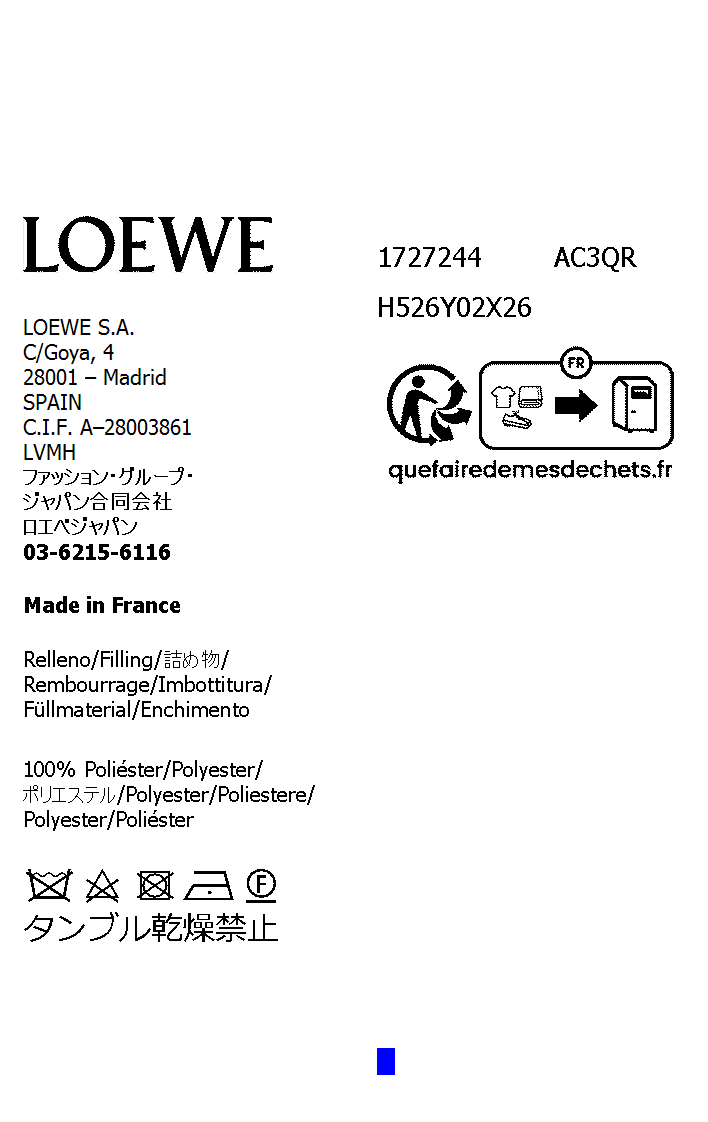 LOEWE
LOEWE S.A.
C/Goya, 4
28001 – Madrid
SPAIN
C.I.F. A–28003861
LVMH
ファッション・グループ・
ジャパン合同会社
ロエベジャパン
03-6215-6116
Made in France
Relleno/Filling/詰め物/
Rembourrage/Imbottitura/
Füllmaterial/Enchimento
100% Poliéster/Polyester/
ポリエステル/Polyester/Poliestere/
Polyester/Poliéster
F
タンブル乾燥禁止
1727244 AC3QR
H526Y02X26
FR
quefairedemesdechets.fr